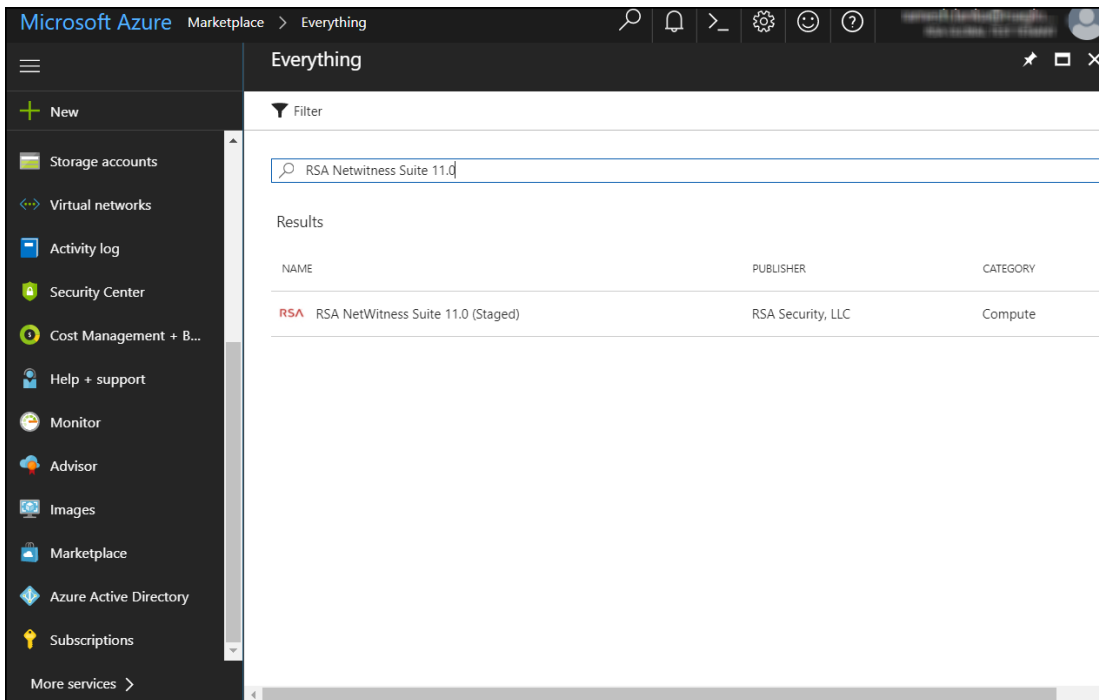 Microsoft Azure Marketplace > Everything
Everything
New
Filter
Storage accounts
RSA Netwitness Suite 11.0
Virtual networks
Results
Activity log
NAME PUBLISHER CATEGORY
Security Center
RSA RSA NetWitness Suite 11.0 (Staged) RSA Security, LLC Compute
Cost Management + B...
Help + support
Monitor
Advisor
Images
Marketplace
Azure Active Directory
Subscriptions
More services >